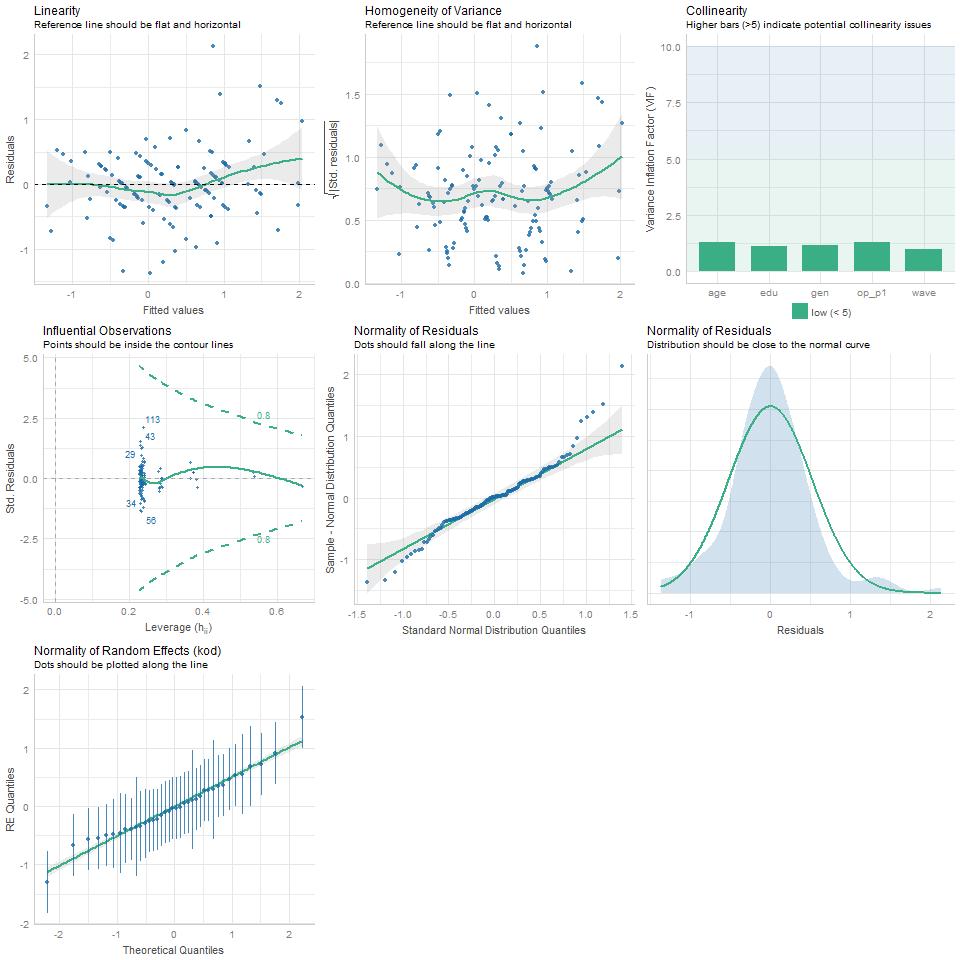 Linearity
Reference line should be flat and horizontal
2
1
0
-1
Residuals
-1
0
1
2
Fitted values
Homogeneity of Variance
Reference line should be flat and horizontal
1.5
1.0
0.5
0.0
√|Std. residuals|
-1
0
1
2
Fitted values
Collinearity
Higher bars (>5) indicate potential collinearity issues
10.0
7.5
5.0
2.5
0.0
Variance Inflation Factor (VIF)
age
edu
gen
op_p1
wave
low (< 5)
Influential Observations
Points should be inside the contour lines
5.0
2.5
0.0
-2.5
-5.0
Std. Residuals
113
43
29
34
56
0.8
0.8
0.0
0.2
0.4
0.6
Leverage (hii)
Normality of Residuals
Dots should fall along the line
2
1
0
-1
Sample - Normal Distribution Quantiles
-1.5
-1.0
-0.5
0.0
0.5
1.0
1.5
Standard Normal Distribution Quantiles
Normality of Residuals
Distribution should be close to the normal curve
-1
0
1
2
Residuals
Normality of Random Effects (kod)
Dots should be plotted along the line
2
1
0
-1
-2
RE Quantiles
-2
-1
0
1
2
Theoretical Quantiles